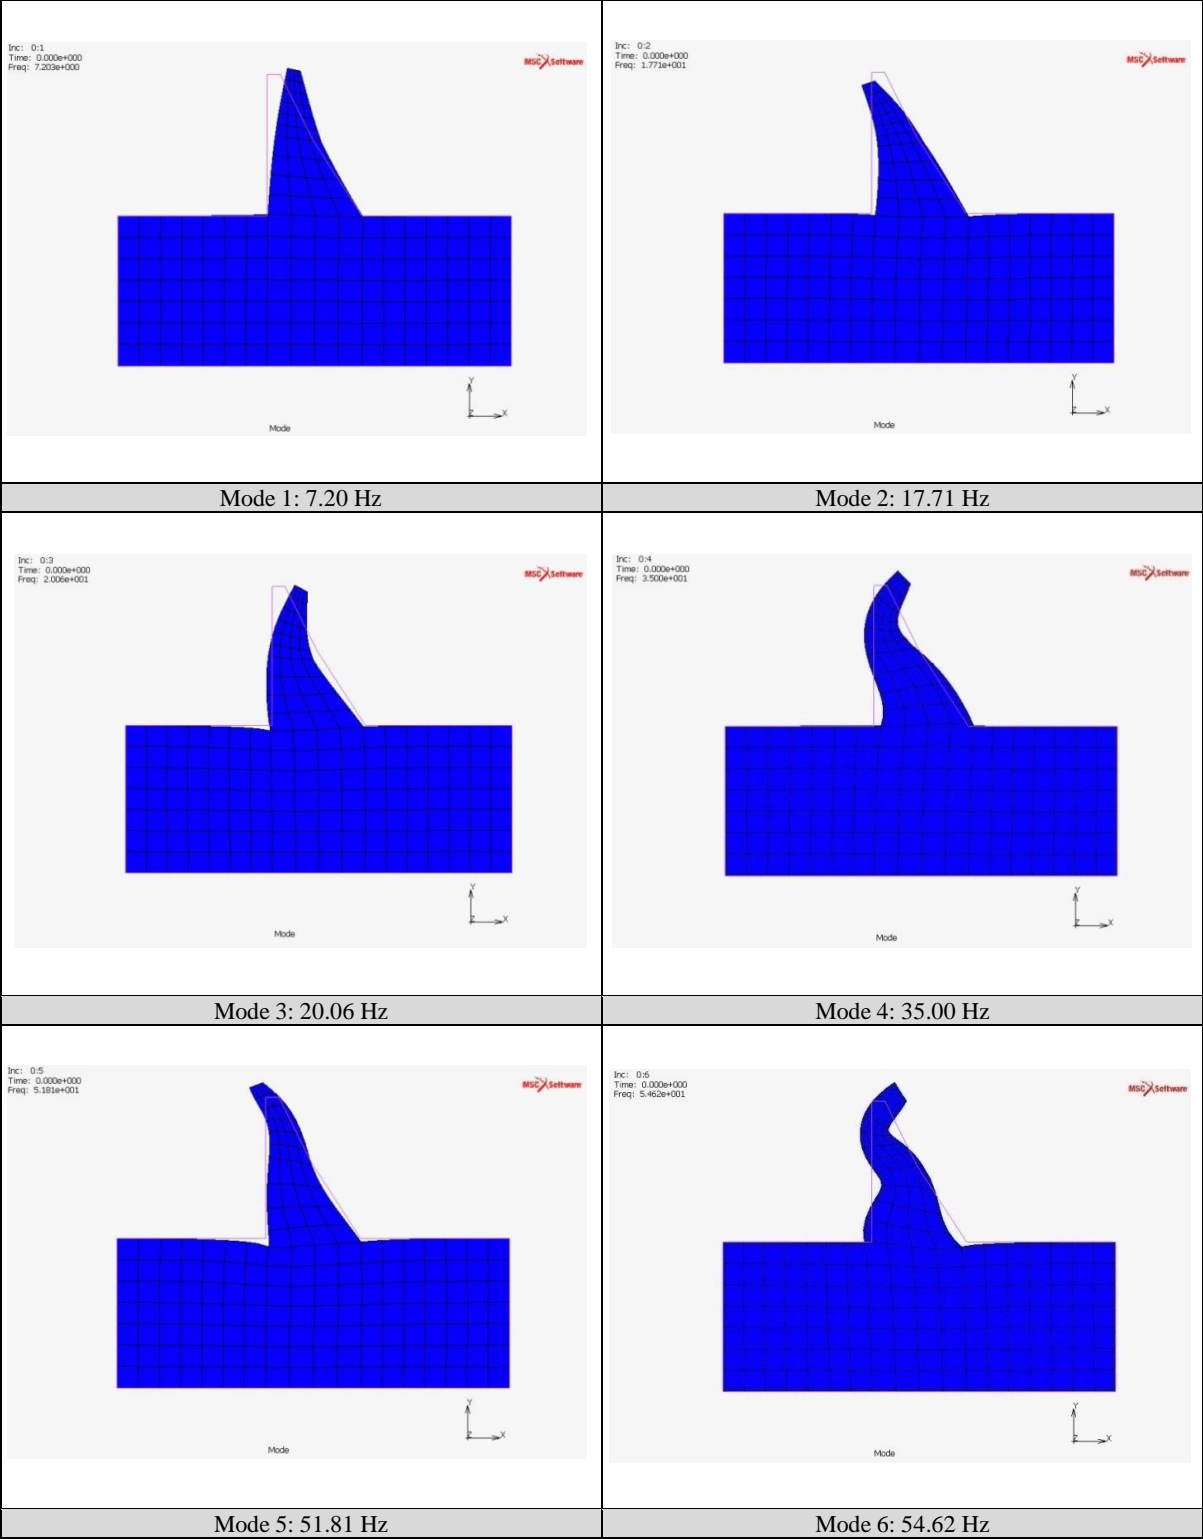 Inc: 0:1
Time: 0.000e+000
Freq: 7.203e+000
MSC Software
Y
Z X
Mode
Inc: 0:2
Time: 0.000e+000
Freq: 1.771e+001
MSC Software
Y
Z X
Mode
Mode 1: 7.20 Hz
Mode 2: 17.71 Hz
Inc: 0:3
Time: 0.000e+000
Freq: 2.006e+001
MSC Software
Y
Z X
Mode
Inc: 0:4
Time: 0.000e+000
Freq: 3.500e+001
MSC Software
Y
Z X
Mode
Mode 3: 20.06 Hz
Mode 4: 35.00 Hz
Inc: 0:5
Time: 0.000e+000
Freq: 5.181e+001
MSC Software
Y
Z X
Mode
Inc: 0:6
Time: 0.000e+000
Freq: 5.462e+001
MSC Software
Y
Z X
Mode
Mode 5: 51.81 Hz
Mode 6: 54.62 Hz